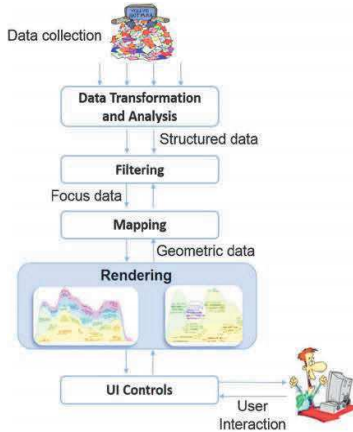 Data collection
Data Transformation
and Analysis
Structured data
Filtering
Focus data
Mapping
Geometric data
Rendering
UI Controls
User
Interaction